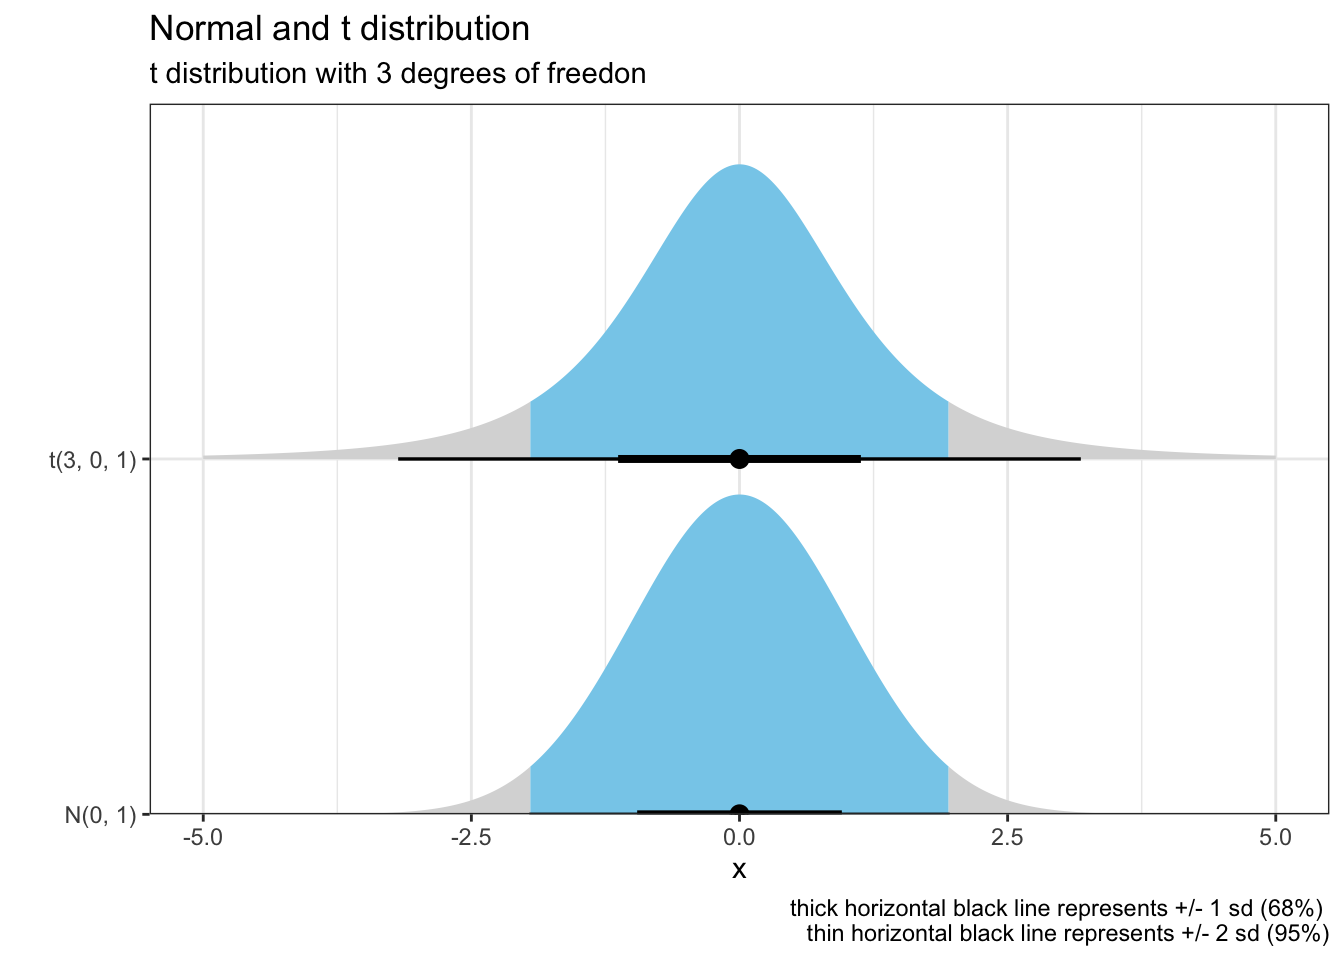 Normal and t distribution
t distribution with 3 degrees of freedon
t(3, 0, 1)
N(0, 1)
-5.0 -2.5 0.0 2.5 5.0
x
thick horizontal black line represents +/- 1 sd (68%)
thin horizontal black line represents +/- 2 sd (95%)